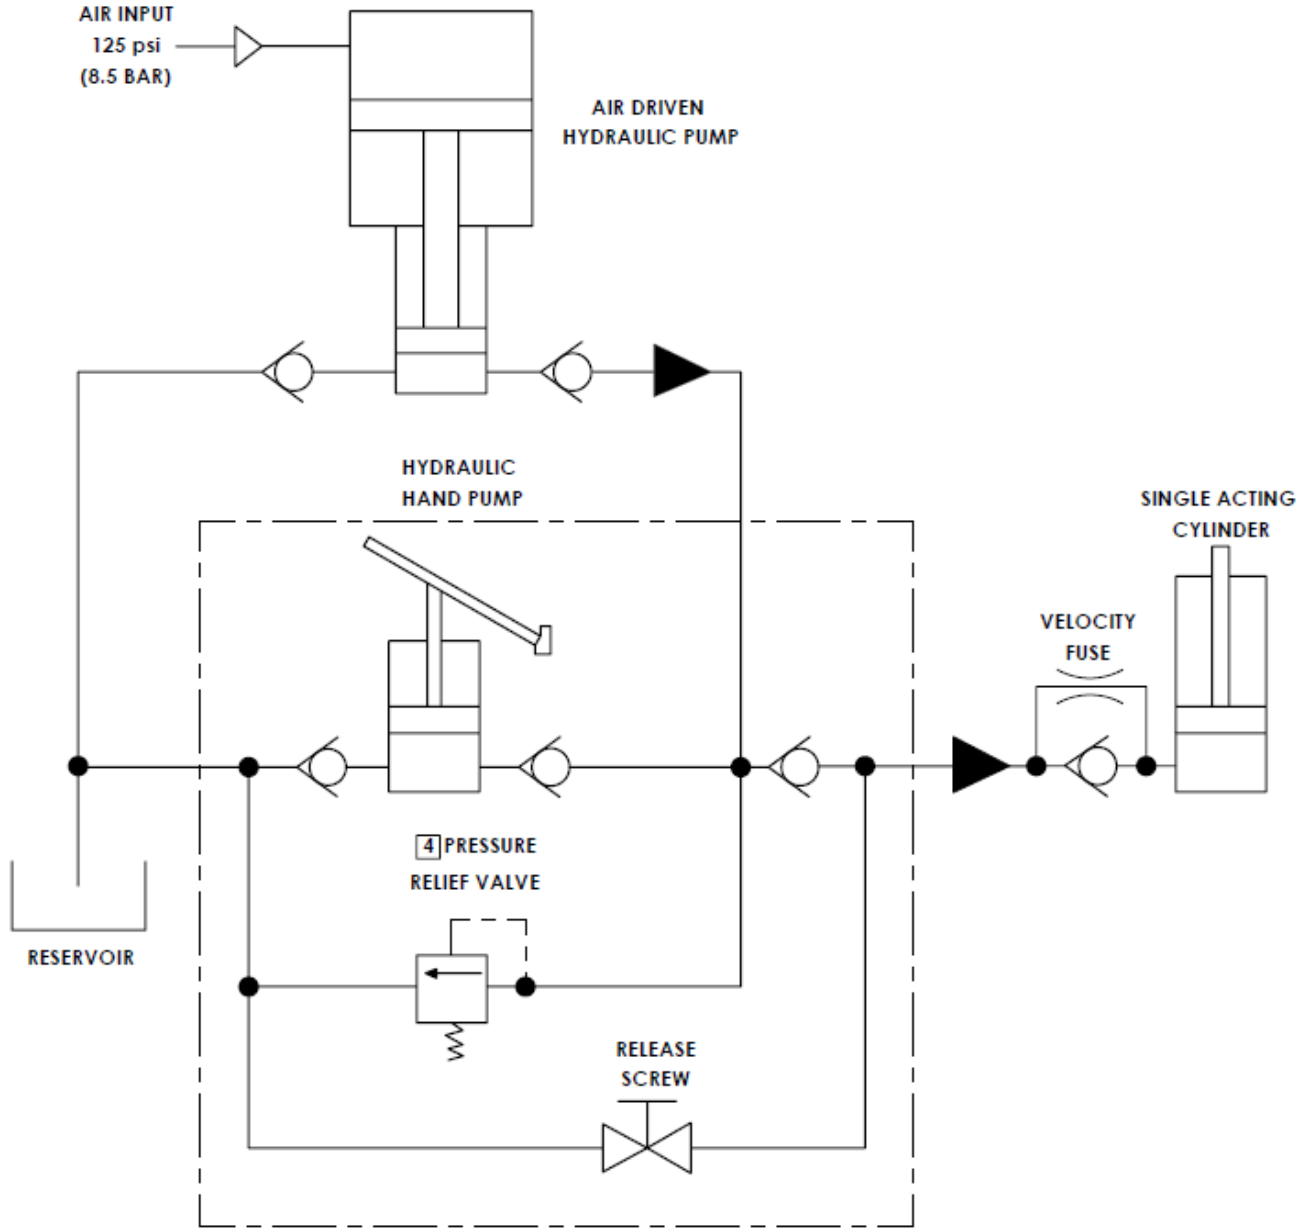 AIR INPUT
125 psi
(8.5 BAR)
AIR DRIVEN
HYDRAULIC PUMP
HYDRAULIC
HAND PUMP
SINGLE ACTING
CYLINDER
VELOCITY
FUSE
4 PRESSURE
RELIEF VALVE
RESERVOIR
RELEASE
SCREW